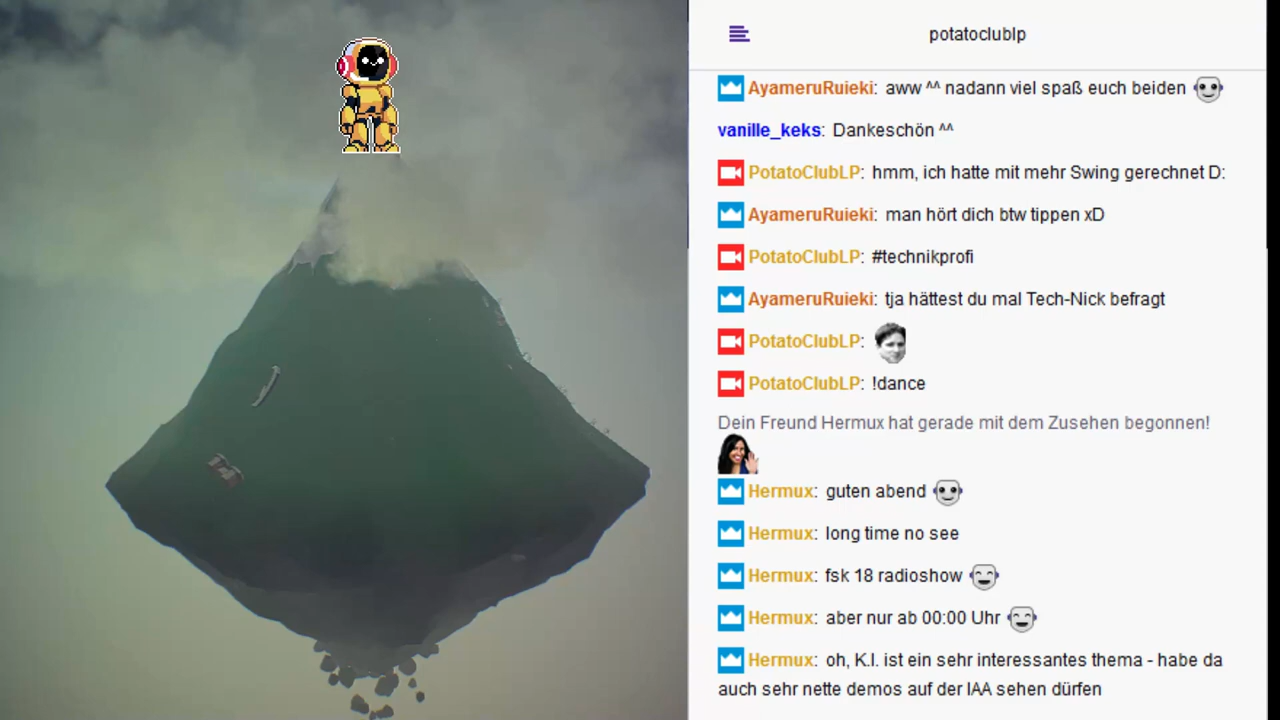 potatoclublp
AyameruRuieki: aww ^^ nadann viel spaß euch beiden
vanille_keks: Dankeschön ^^
PotatoClubLP: hmm, ich hatte mit mehr Swing gerechnet D:
AyameruRuieki: man hört dich btw tippen xD
PotatoClubLP: #technikprofi
AyameruRuieki: tja hättest du mal Tech-Nick befragt
PotatoClubLP:
PotatoClubLP: !dance
Dein Freund Hermux hat gerade mit dem Zusehen begonnen!
Hermux: guten abend
Hermux: long time no see
Hermux: fsk 18 radioshow
Hermux: aber nur ab 00:00 Uhr
Hermux: oh, K.I. ist ein sehr interessantes thema - habe da
auch sehr nette demos auf der IAA sehen dürfen